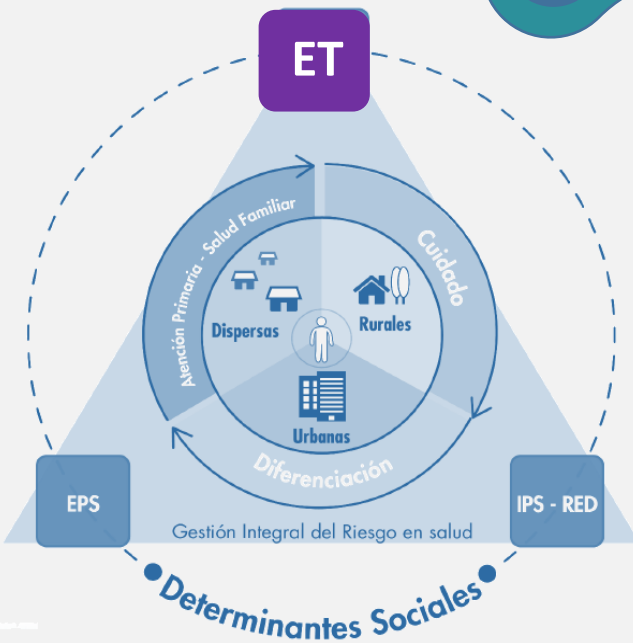 ET
Atención Primaria - Salud Familiar
Cuidado
Dispersas
Rurales
Urbanas
Diferenciación
EPS
IPS - RED
Gestión Integral del Riesgo en salud
Determinantes Sociales